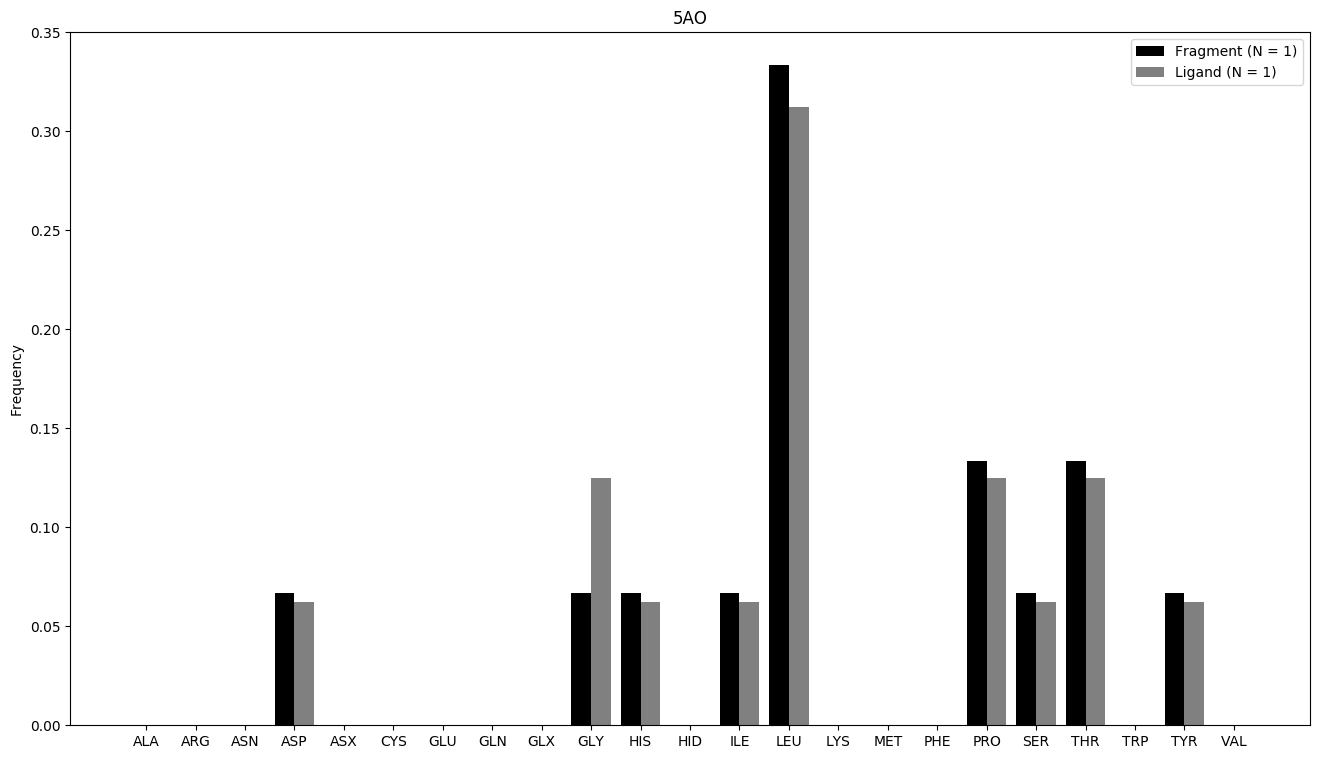 5AO
Fragment (N = 1)
Ligand (N = 1)
Frequency
0.35
0.30
0.25
0.20
0.15
0.10
0.05
0.00
ALA ARG ASN ASP ASX CYS GLU GLN GLX GLY HIS HID ILE LEU LYS MET PHE PRO SER THR TRP TYR VAL